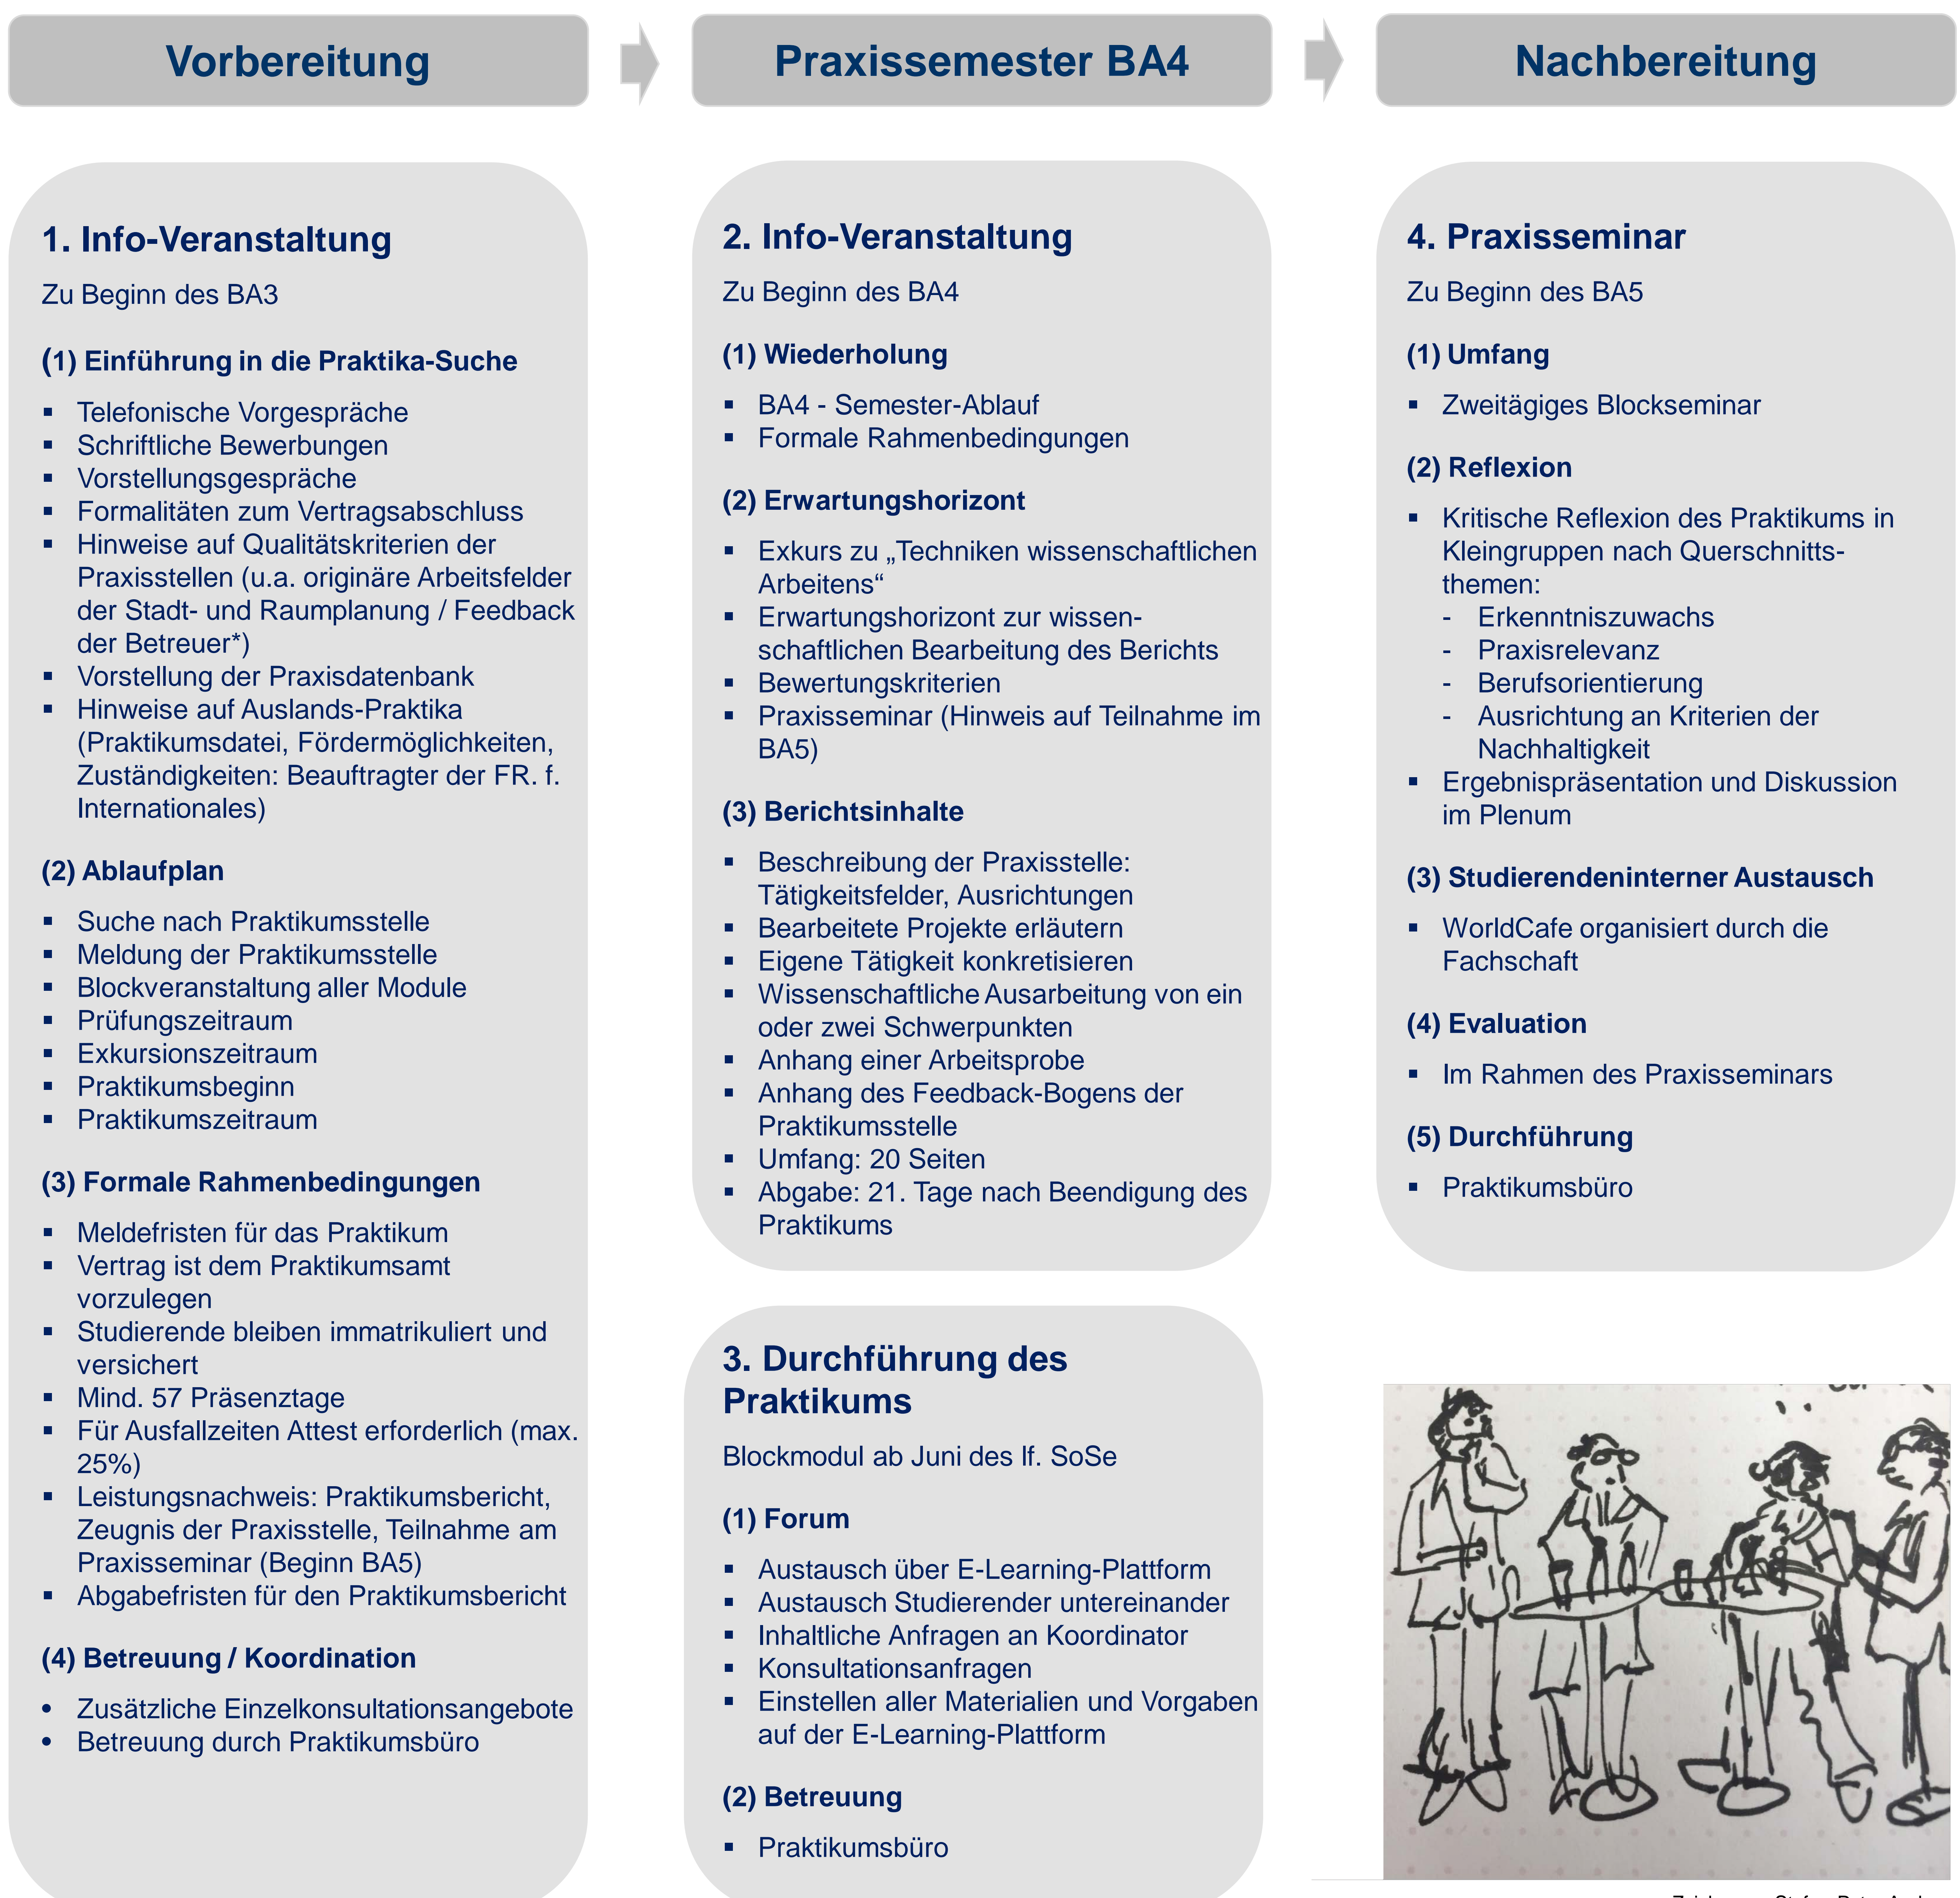 Vorbereitung
Praxissemester BA4
Nachbereitung
1. Info-Veranstaltung
Zu Beginn des BA3
(1) Einführung in die Praktika-Suche
▪ Telefonische Vorgespräche
▪ Schriftliche Bewerbungen
▪ Vorstellungsgespräche
▪ Formalitäten zum Vertragsabschluss
▪ Hinweise auf Qualitätskriterien der
Praxisstellen (u.a. originäre Arbeitsfelder
der Stadt- und Raumplanung / Feedback
der Betreuer*)
▪ Vorstellung der Praxisdatenbank
▪ Hinweise auf Auslands-Praktika
(Praktikumsdatei, Fördermöglichkeiten,
Zuständigkeiten: Beauftragter der FR. f.
Internationales)
(2) Ablaufplan
▪ Suche nach Praktikumsstelle
▪ Meldung der Praktikumsstelle
▪ Blockveranstaltung aller Module
▪ Prüfungszeitraum
▪ Exkursionszeitraum
▪ Praktikumsbeginn
▪ Praktikumszeitraum
(3) Formale Rahmenbedingungen
▪ Meldefristen für das Praktikum
▪ Vertrag ist dem Praktikumsamt
vorzulegen
▪ Studierende bleiben immatrikuliert und
versichert
▪ Mind. 57 Präsenztage
▪ Für Ausfallzeiten Attest erforderlich (max.
25%)
▪ Leistungsnachweis: Praktikumsbericht,
Zeugnis der Praxisstelle, Teilnahme am
Praxisseminar (Beginn BA5)
▪ Abgabefristen für den Praktikumsbericht
(4) Betreuung / Koordination
• Zusätzliche Einzelkonsultationsangebote
• Betreuung durch Praktikumsbüro
2. Info-Veranstaltung
Zu Beginn des BA4
(1) Wiederholung
▪ BA4 - Semester-Ablauf
▪ Formale Rahmenbedingungen
(2) Erwartungshorizont
▪ Exkurs zu „Techniken wissenschaftlichen
Arbeitens“
▪ Erwartungshorizont zur wissen-
schaftlichen Bearbeitung des Berichts
▪ Bewertungskriterien
▪ Praxisseminar (Hinweis auf Teilnahme im
BA5)
(3) Berichtsinhalte
▪ Beschreibung der Praxisstelle:
Tätigkeitsfelder, Ausrichtungen
▪ Bearbeitete Projekte erläutern
▪ Eigene Tätigkeit konkretisieren
▪ Wissenschaftliche Ausarbeitung von ein
oder zwei Schwerpunkten
▪ Anhang einer Arbeitsprobe
▪ Anhang des Feedback-Bogens der
Praktikumsstelle
▪ Umfang: 20 Seiten
▪ Abgabe: 21. Tage nach Beendigung des
Praktikums
3. Durchführung des
Praktikums
Blockmodul ab Juni des lf. SoSe
(1) Forum
▪ Austausch über E-Learning-Plattform
▪ Austausch Studierender untereinander
▪ Inhaltliche Anfragen an Koordinator
▪ Konsultationsanfragen
▪ Einstellen aller Materialien und Vorgaben
auf der E-Learning-Plattform
(2) Betreuung
▪ Praktikumsbüro
4. Praxisseminar
Zu Beginn des BA5
(1) Umfang
▪ Zweitägiges Blockseminar
(2) Reflexion
▪ Kritische Reflexion des Praktikums in
Kleingruppen nach Querschnitts-
themen:
- Erkenntniszuwachs
- Praxisrelevanz
- Berufsorientierung
- Ausrichtung an Kriterien der
Nachhaltigkeit
▪ Ergebnispräsentation und Diskussion
im Plenum
(3) Studierendeninterner Austausch
▪ WorldCafe organisiert durch die
Fachschaft
(4) Evaluation
▪ Im Rahmen des Praxisseminars
(5) Durchführung
▪ Praktikumsbüro